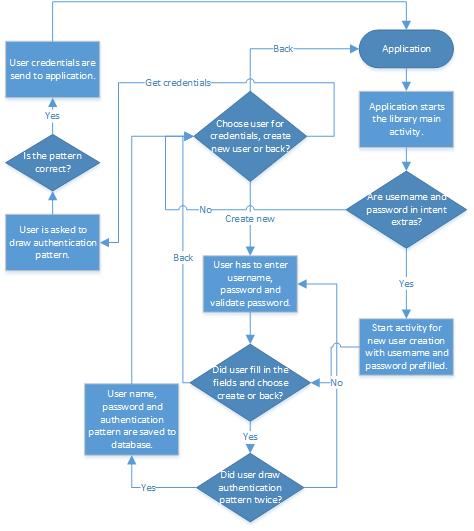 Back
Application
User credentials are
send to application.
Get credentials
Application starts
the library main
activity.
Choose user for
credentials, create
new user or back?
Yes
Is the pattern
correct?
Are username and
password in intent
extras?
No
Create new
User is asked to
draw authentication
pattern.
Back
User has to enter
username,
password and
validate password.
Yes
Start activity for
new user creation
with username and
password prefilled.
Did user fill in the
fields and choose
create or back?
No
User name,
password and
authentication
pattern are saved to
database.
Yes
Did user draw
authentication
pattern twice?
Yes